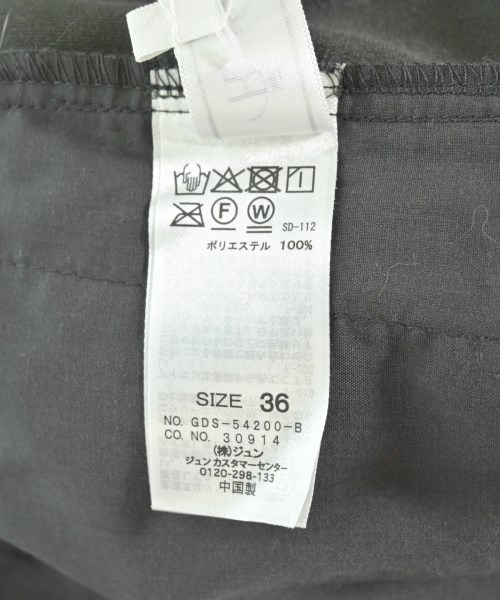 F W SD-112
ポリエステル 100%
SIZE 36
NO. GDS-54200-B
CO. NO. 30914
(株)ジュン
ジュンカスタマーセンター
0120-298-133
中国製